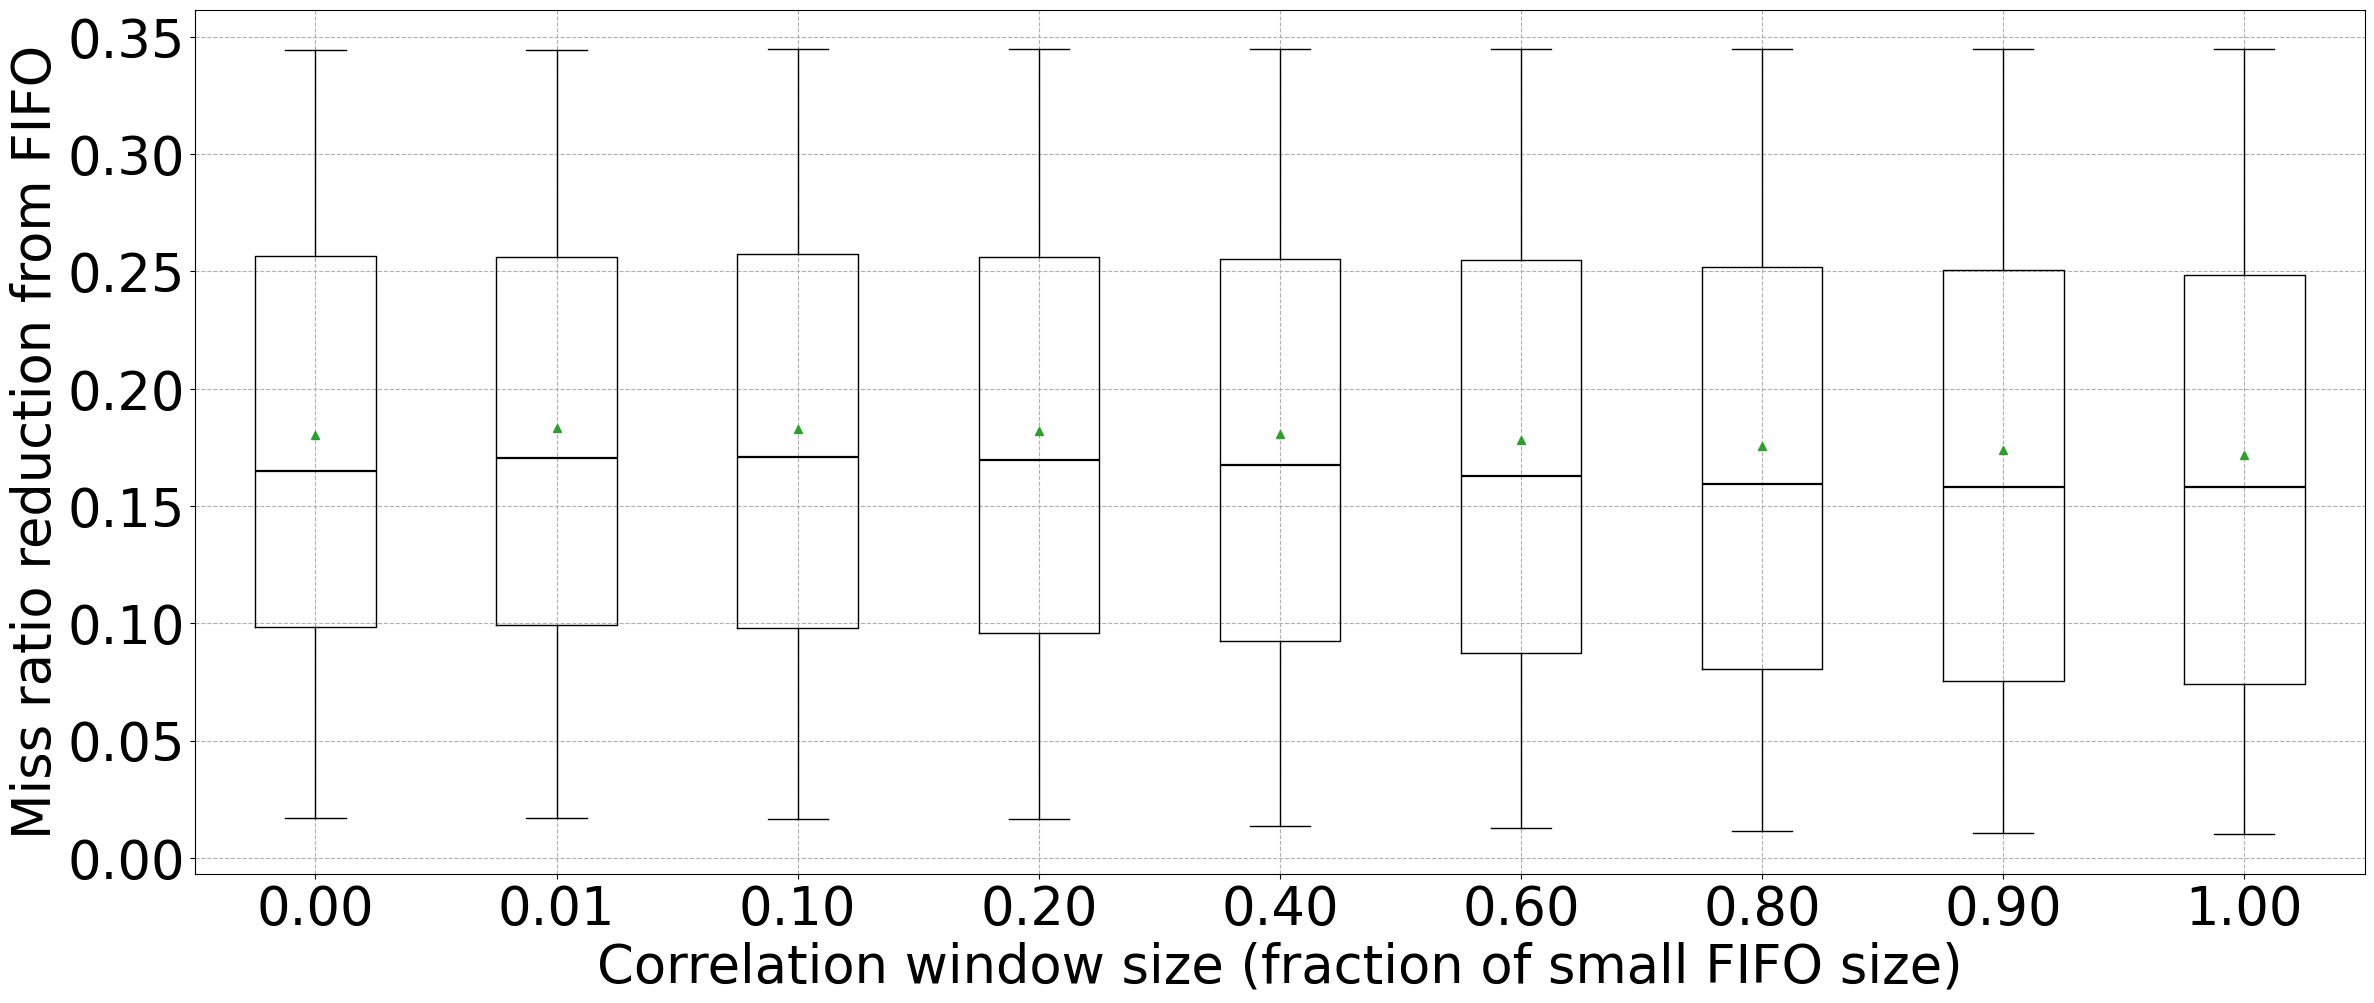 Miss ratio reduction from FIFO
0.35
0.30
0.25
0.20
0.15
0.10
0.05
0.00
0.00 0.01 0.10 0.20 0.40 0.60 0.80 0.90 1.00
Correlation window size (fraction of small FIFO size)